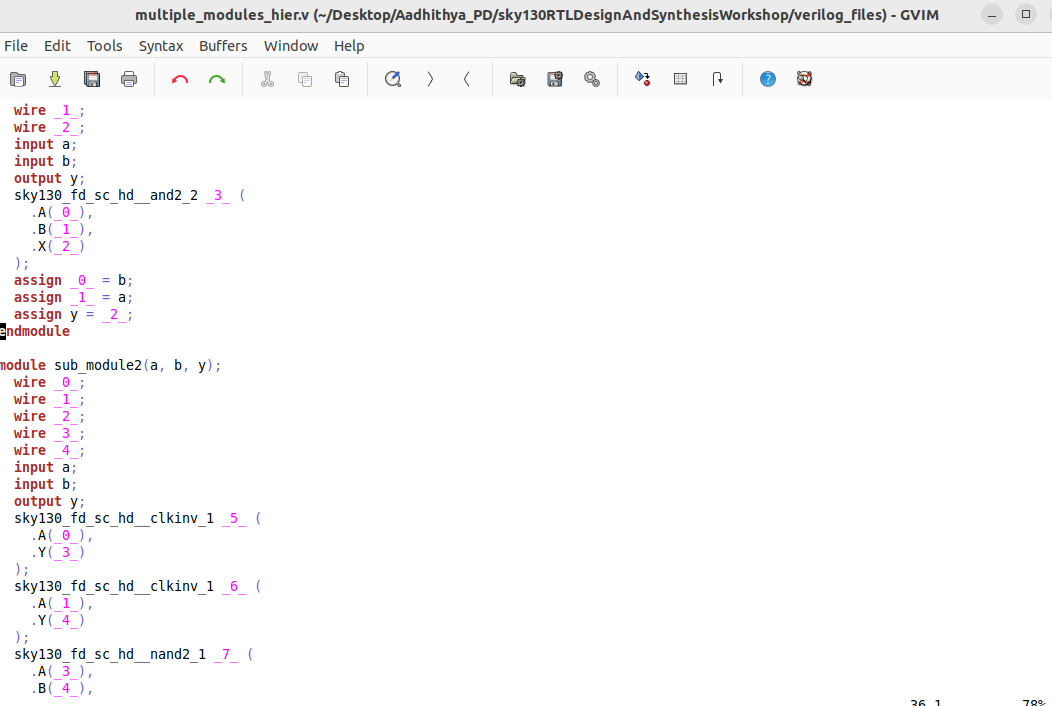 multiple_modules_hier.v (~/Desktop/Aadhithya_PD/sky130RTLDesignAndSynthesisWorkshop/verilog_files) - GVIM
File Edit Tools Syntax Buffers Window Help
wire _1_;
wire _2_;
input a;
input b;
output y;
sky130_fd_sc_hd__and2_2 _3_ (
.A(_0_),
.B(_1_),
.X(_2_)
);
assign _0_ = b;
assign _1_ = a;
assign y = _2_;
endmodule
module sub_module2(a, b, y);
wire _0_;
wire _1_;
wire _2_;
wire _3_;
wire _4_;
input a;
input b;
output y;
sky130_fd_sc_hd__clkinv_1 _5_ (
.A(_0_),
.Y(_3_)
);
sky130_fd_sc_hd__clkinv_1 _6_ (
.A(_1_),
.Y(_4_)
);
sky130_fd_sc_hd__nand2_1 _7_ (
.A(_3_),
.B(_4_),
36,1 78%